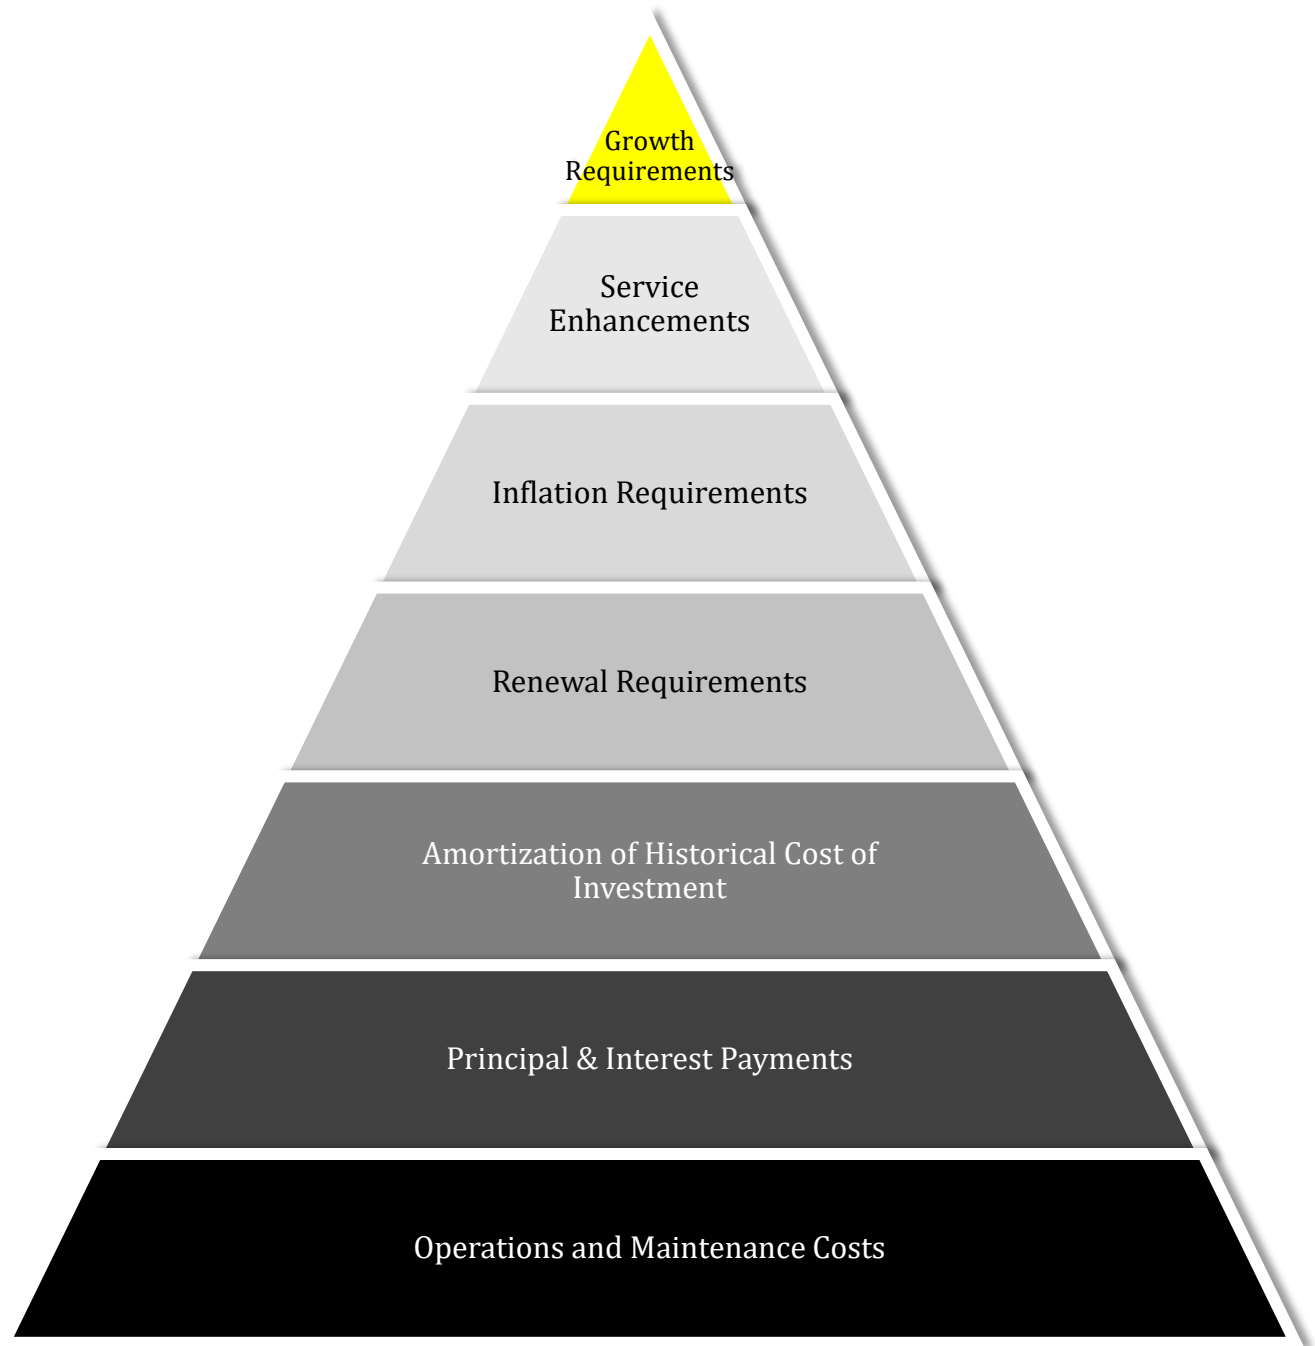 Growth
Requirements
Service
Enhancements
Inflation Requirements
Renewal Requirements
Amortization of Historical Cost of
Investment
Principal & Interest Payments
Operations and Maintenance Costs